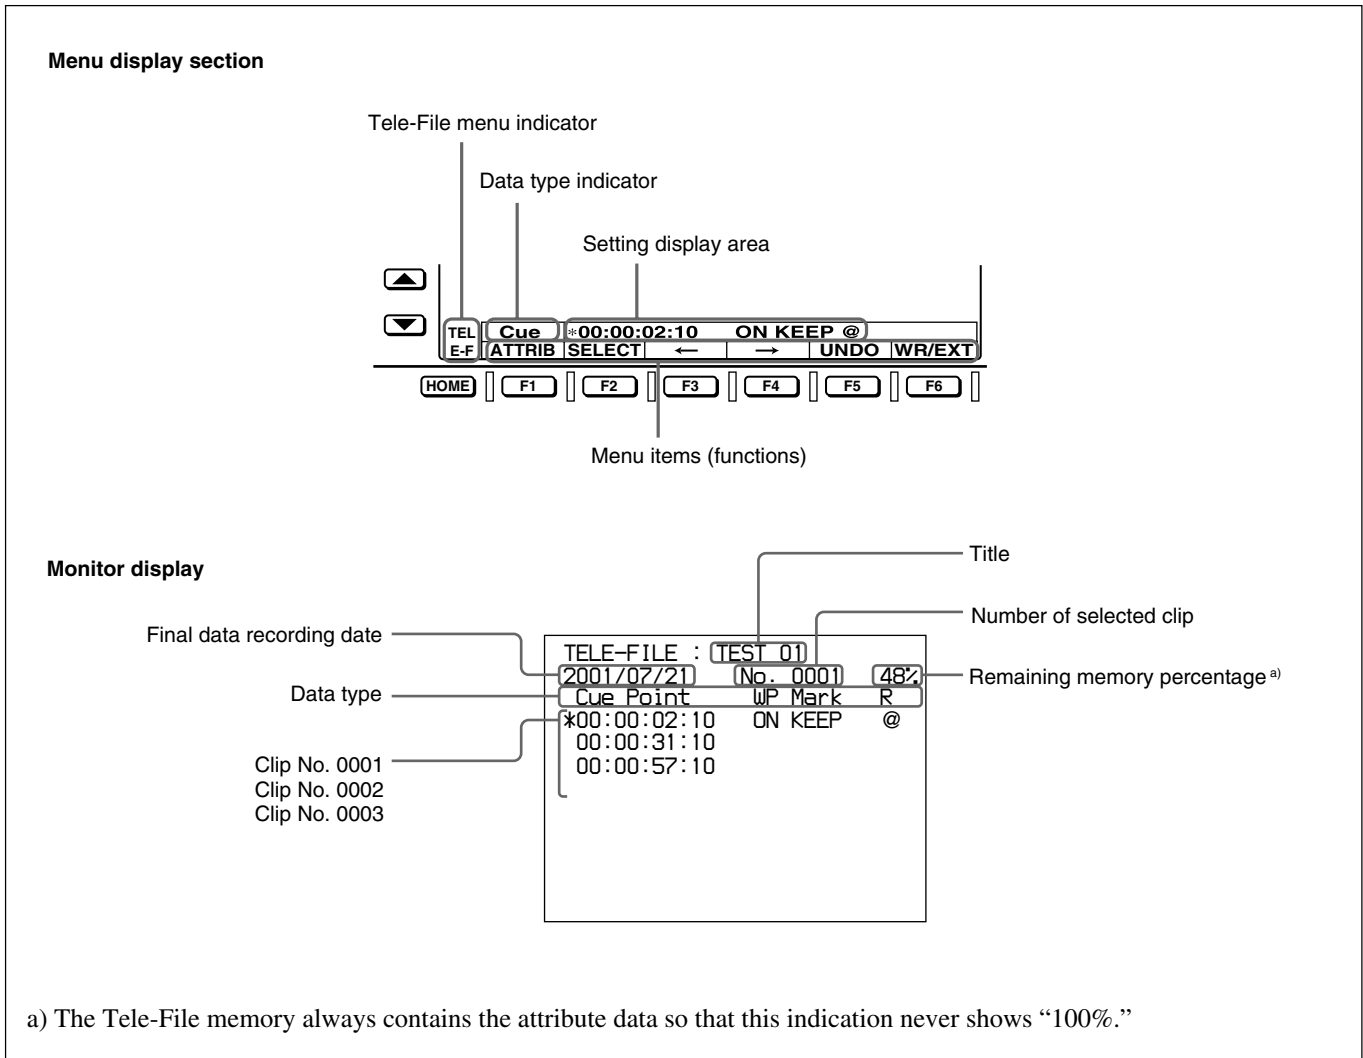 Menu display section
Tele-File menu indicator
Data type indicator
Setting display area
TEL Cue *00:00:02:10 ON KEEP @
E-F ATTRIB SELECT ← → UNDO WR/EXT
HOME F1 F2 F3 F4 F5 F6
Menu items (functions)
Monitor display
Title
Number of selected clip
Final data recording date
Remaining memory percentage a)
Data type
TELE-FILE : TEST 01
2001/07/21 No. 0001 48%
Cue Point WP Mark R
*00:00:02:10 ON KEEP @
00:00:31:10
00:00:57:10
Clip No. 0001
Clip No. 0002
Clip No. 0003
a) The Tele-File memory always contains the attribute data so that this indication never shows “100%.”